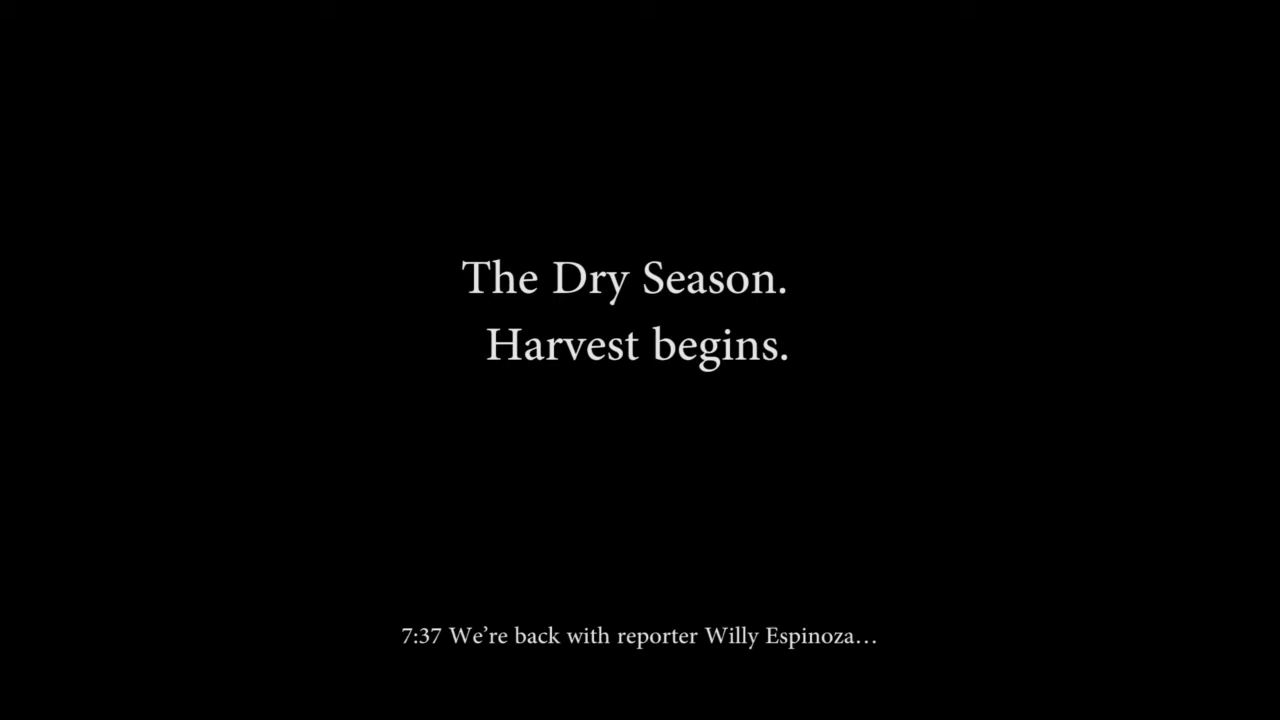 The Dry Season.
Harvest begins.
7:37 We’re back with reporter Willy Espinoza…